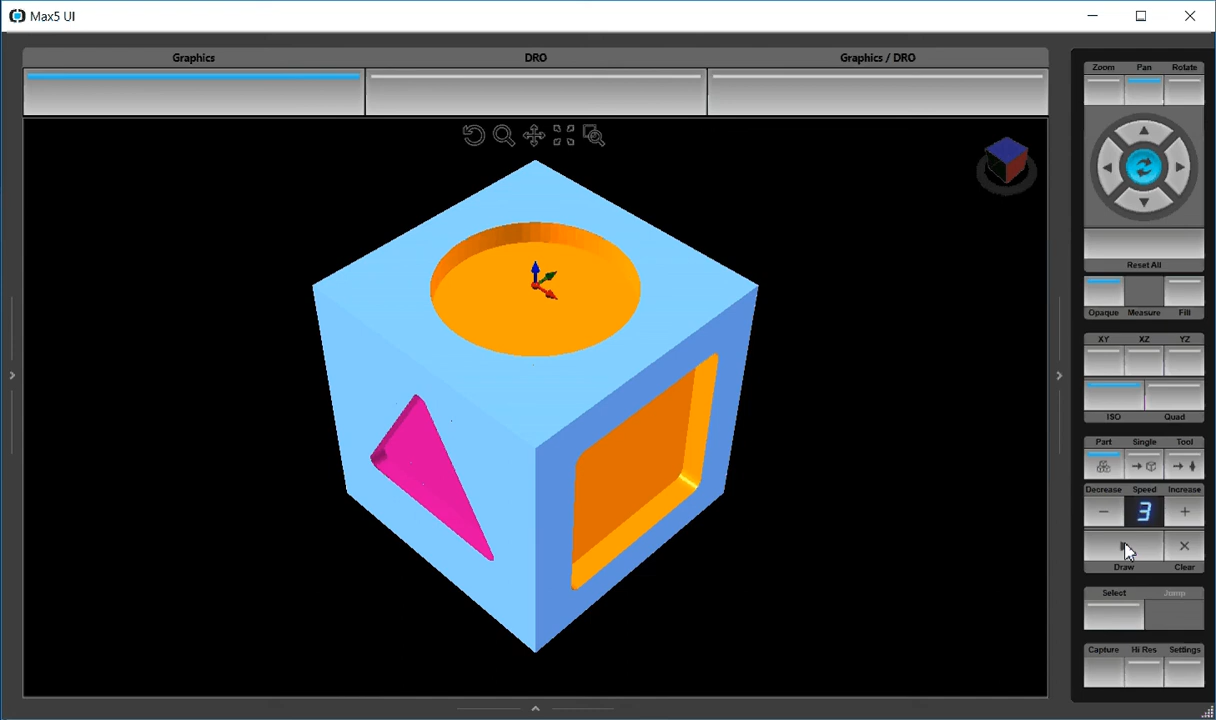 Max5 UI
Graphics
DRO
Graphics / DRO
Zoom Pan Rotate
Reset All
Opaque Measure Fill
XY XZ YZ
ISO Quad
Part Single Tool
Decrease Speed Increase
3
Draw Clear
Select Jump
Capture Hi Res Settings